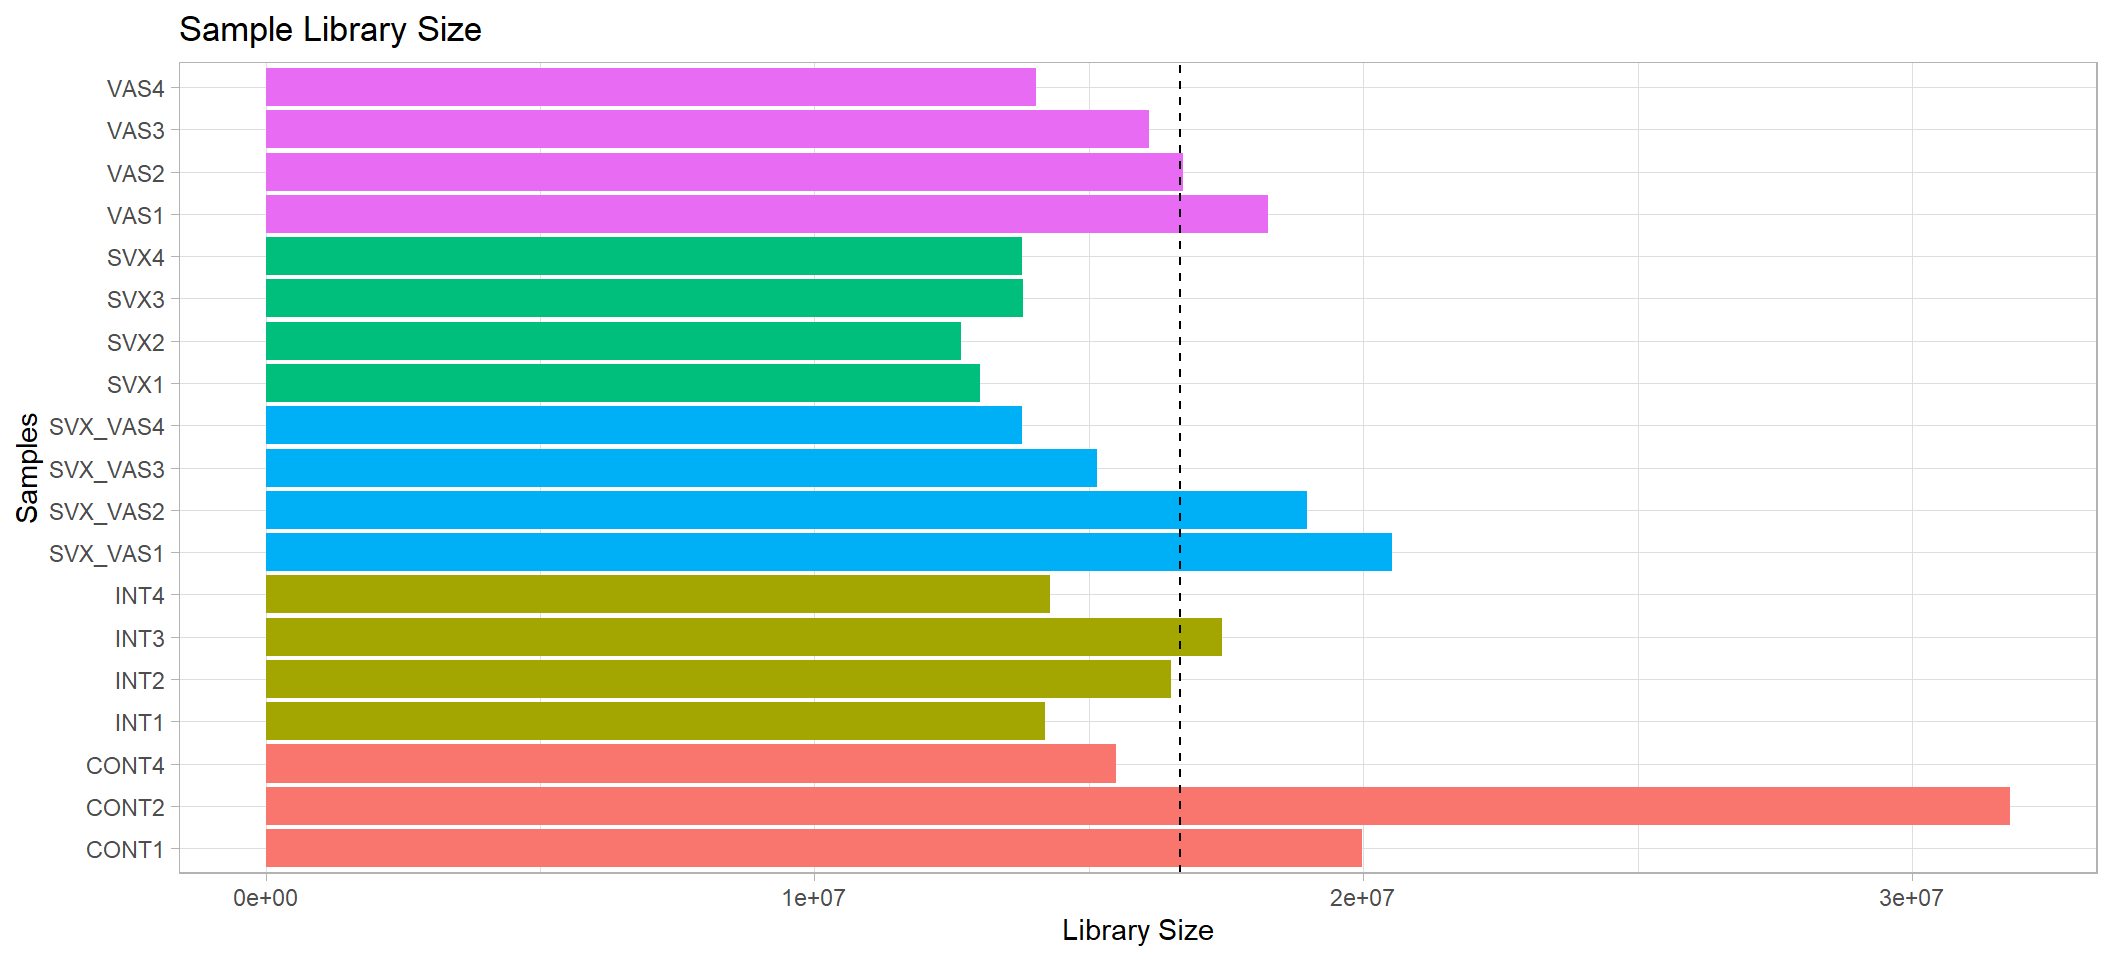 Sample Library Size
VAS4
VAS3
VAS2
VAS1
SVX4
SVX3
SVX2
SVX1
SVX_VAS4
SVX_VAS3
SVX_VAS2
SVX_VAS1
INT4
INT3
INT2
INT1
CONT4
CONT2
CONT1
Samples
0e+00 1e+07 2e+07 3e+07
Library Size